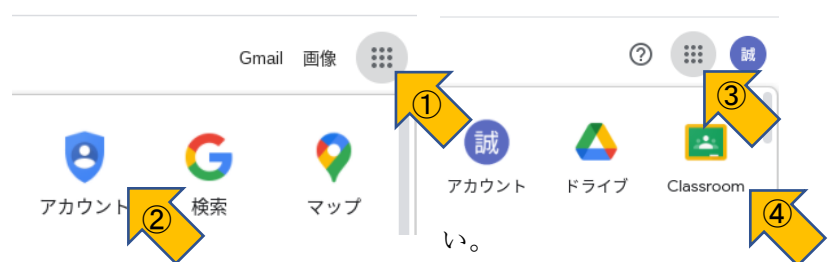 Gmail 画像
①
アカウント 検索 マップ
②
誠
③
誠
アカウント ドライブ Classroom
④
い。